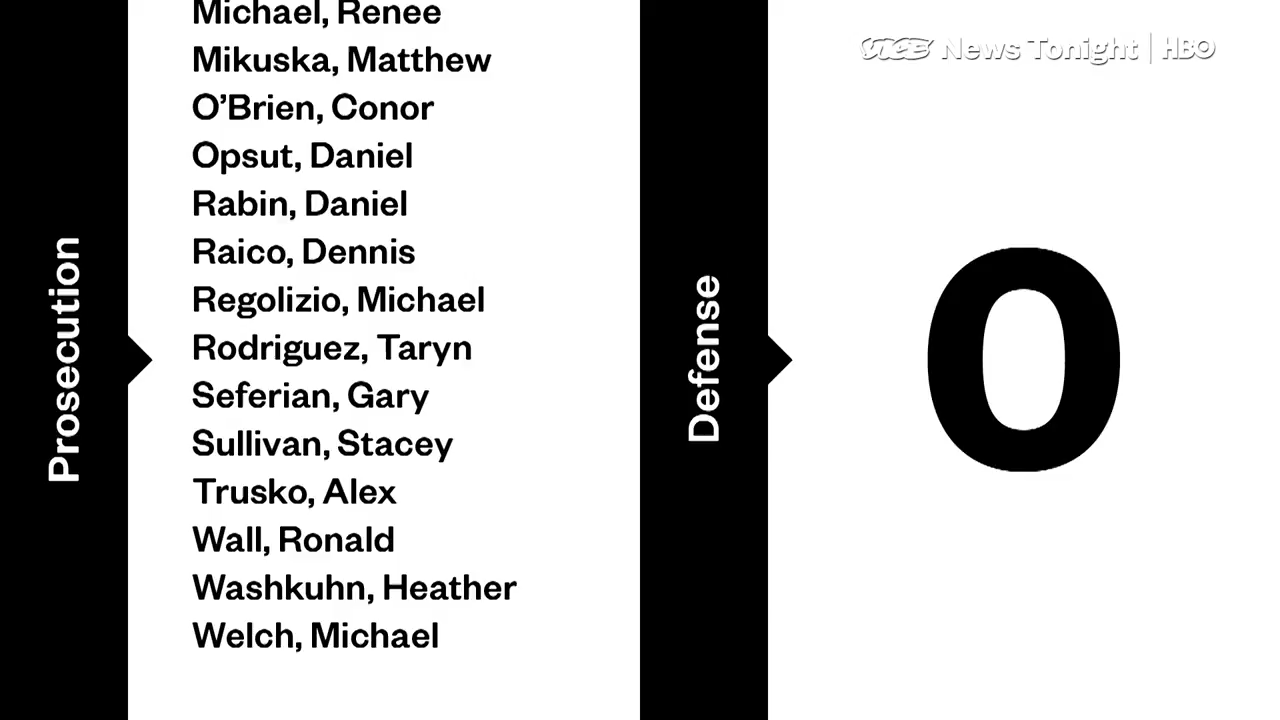 Prosecution
Michael, Renee
Mikuska, Matthew
O’Brien, Conor
Opsut, Daniel
Rabin, Daniel
Raico, Dennis
Regolizio, Michael
Rodriguez, Taryn
Seferian, Gary
Sullivan, Stacey
Trusko, Alex
Wall, Ronald
Washkuhn, Heather
Welch, Michael
Defense
0
VICE News Tonight | HBO